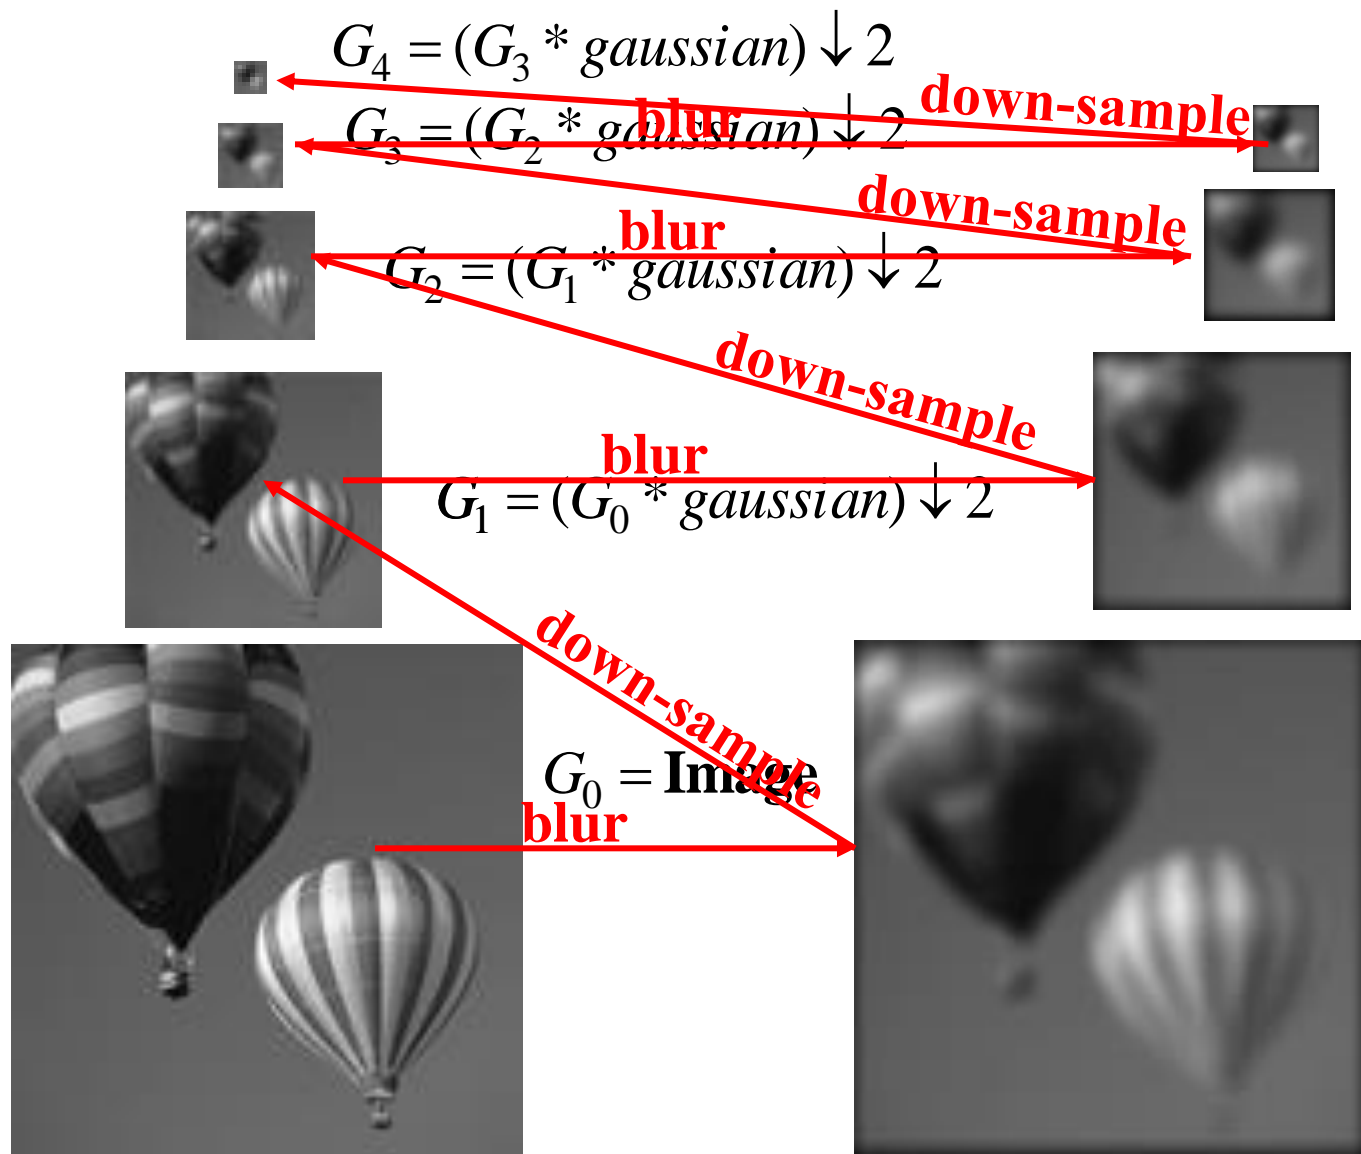 G₄ = (G₃ * gaussian) ↓ 2
down-sample
blur
G₃ = (G₂ * gaussian) ↓ 2
down-sample
blur
G₂ = (G₁ * gaussian) ↓ 2
down-sample
blur
G₁ = (G₀ * gaussian) ↓ 2
down-sample
G₀ = Image
blur